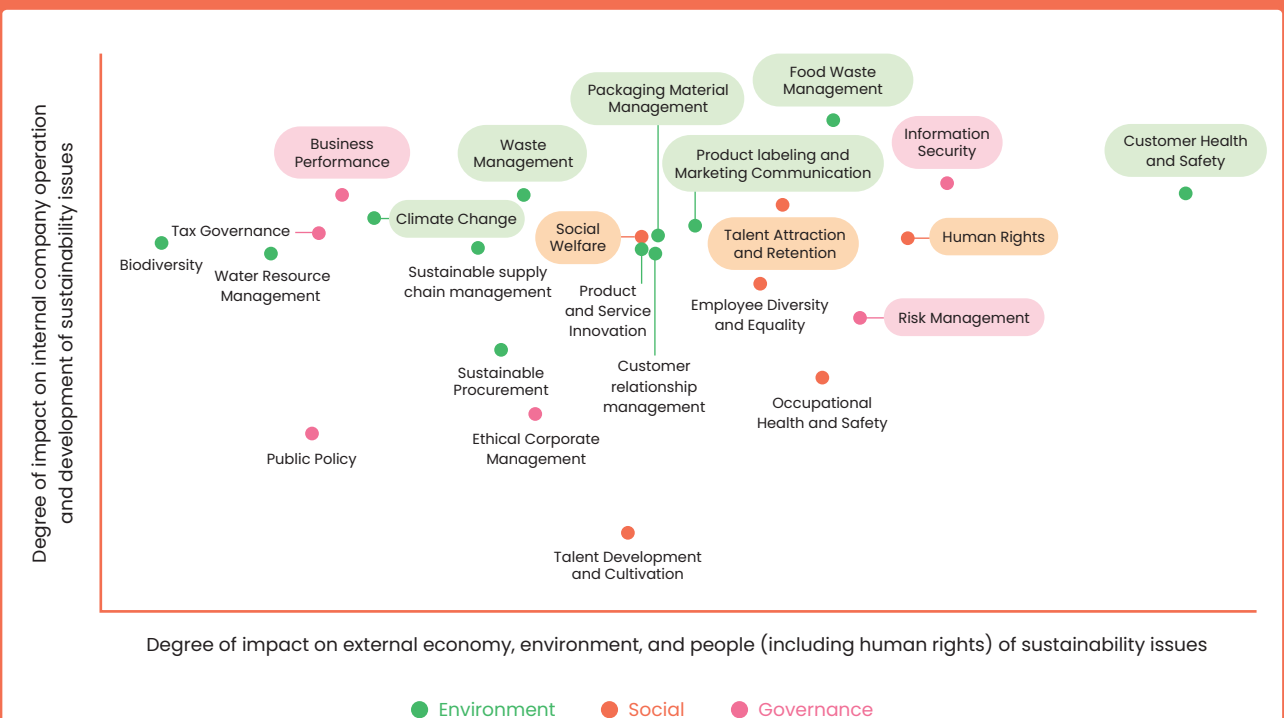 Degree of impact on internal company operation
and development of sustainability issues
Food Waste
Management
Packaging Material
Management
Business
Performance
Waste
Management
Product labeling and
Marketing Communication
Information
Security
Customer Health
and Safety
Climate Change
Tax Governance
Social
Welfare
Talent Attraction
and Retention
Human Rights
Biodiversity
Water Resource
Management
Sustainable supply
chain management
Product
and Service
Innovation
Employee Diversity
and Equality
Risk Management
Sustainable
Procurement
Customer
relationship
management
Occupational
Health and Safety
Ethical Corporate
Management
Public Policy
Talent Development
and Cultivation
Degree of impact on external economy, environment, and people (including human rights) of sustainability issues
Environment
Social
Governance